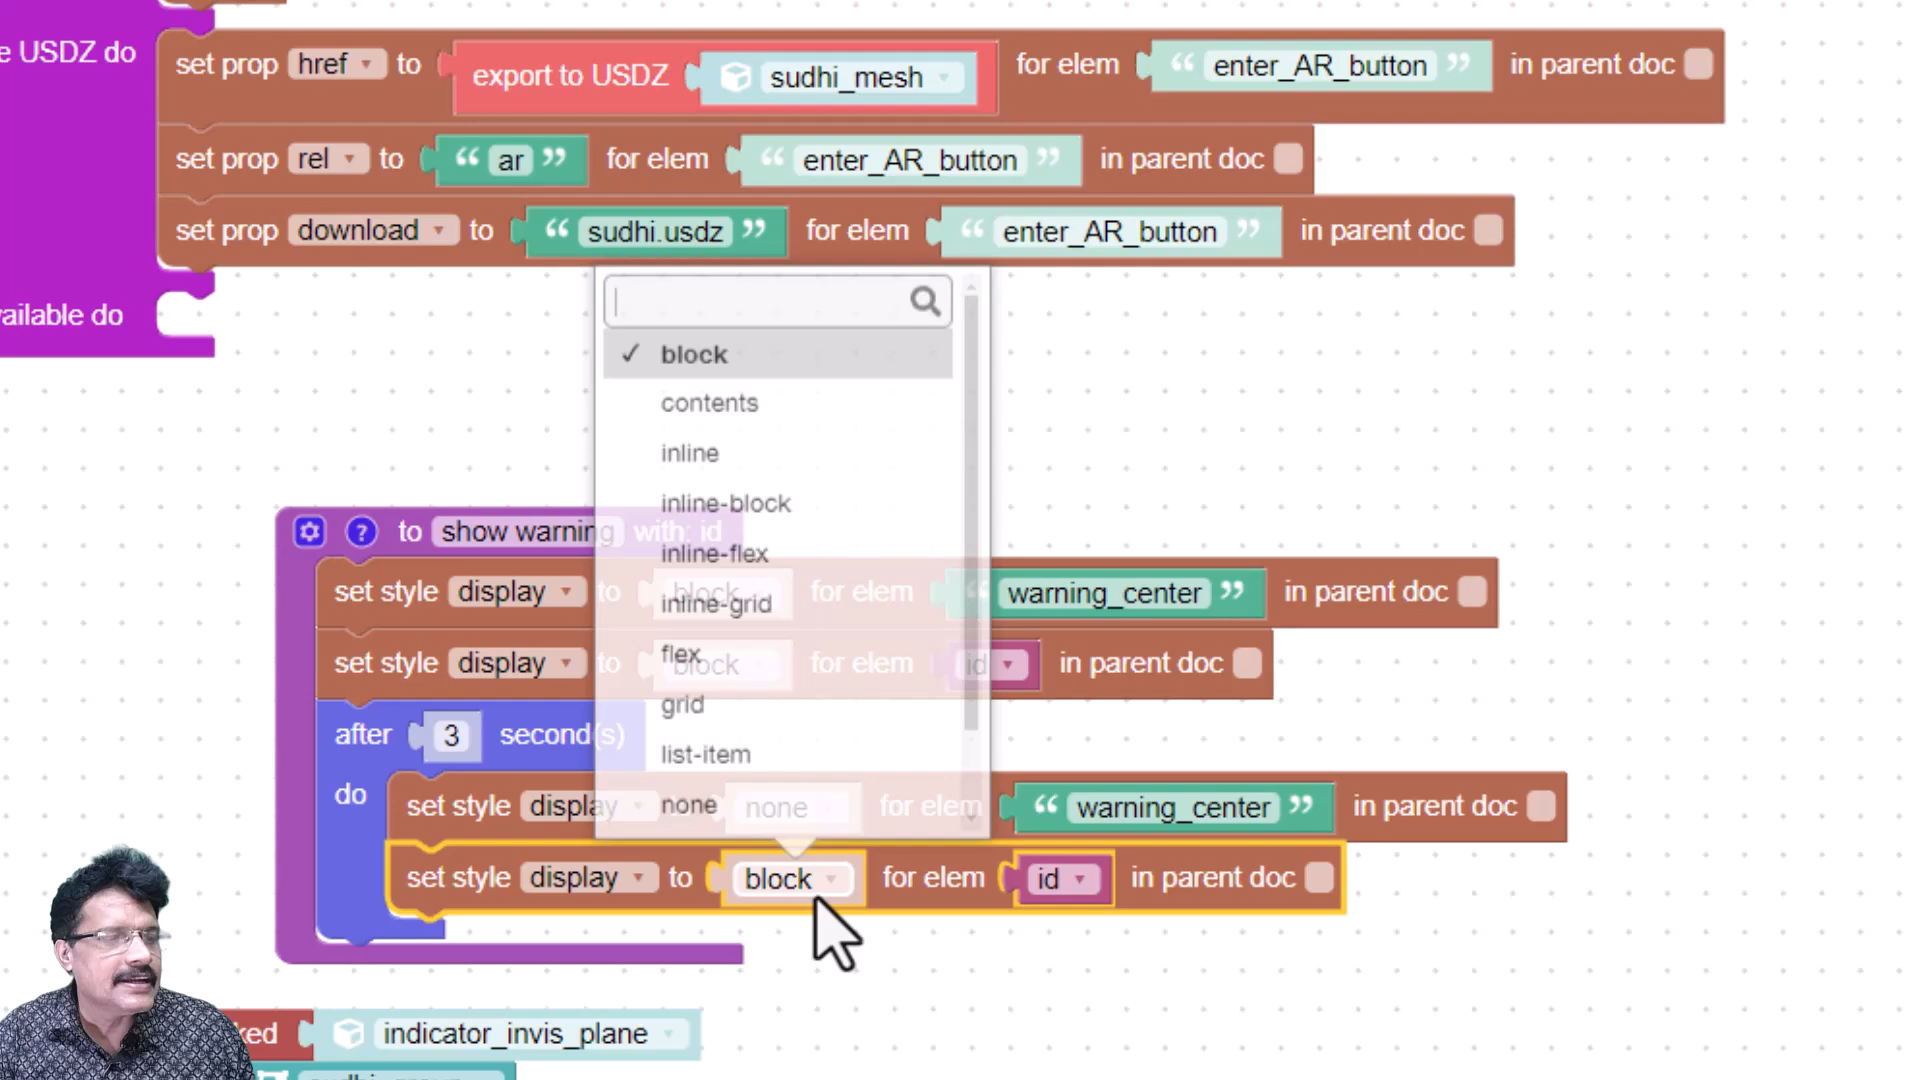 e USDZ do
set prop href to export to USDZ sudhi_mesh for elem “ enter_AR_button ” in parent doc
set prop rel to “ ar ” for elem “ enter_AR_button ” in parent doc
set prop download to “ sudhi.usdz ” for elem “ enter_AR_button ” in parent doc
ailable do
block
contents
inline
inline-block
inline-flex
inline-grid
flex
grid
list-item
none
to show warning with: id
set style display to block for elem “ warning_center ” in parent doc
set style display to block for elem id in parent doc
after 3 second(s)
do
set style display none for elem “ warning_center ” in parent doc
set style display to block for elem id in parent doc
ked indicator_invis_plane